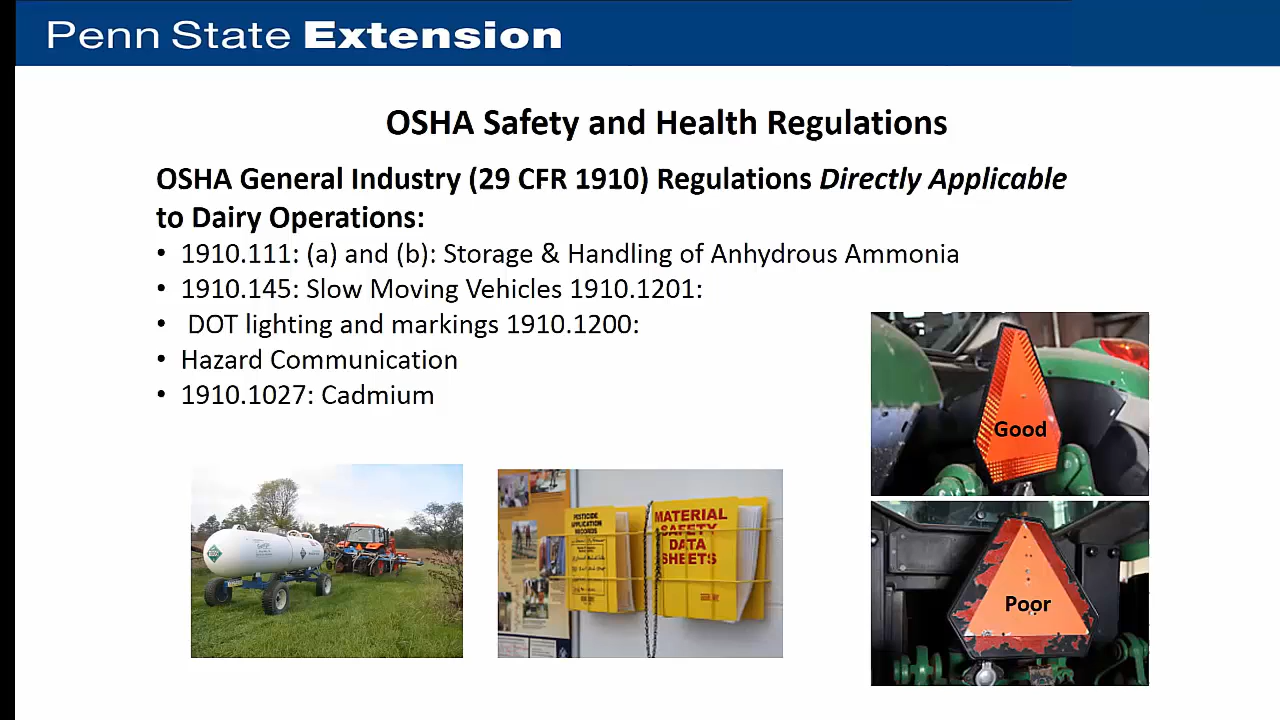 Penn State Extension
OSHA Safety and Health Regulations
OSHA General Industry (29 CFR 1910) Regulations Directly Applicable
to Dairy Operations:
• 1910.111: (a) and (b): Storage & Handling of Anhydrous Ammonia
• 1910.145: Slow Moving Vehicles 1910.1201:
• DOT lighting and markings 1910.1200:
• Hazard Communication
• 1910.1027: Cadmium
Good
Poor
PESTICIDE
APPLICATION
RECORDS
MATERIAL
SAFETY
DATA
SHEETS